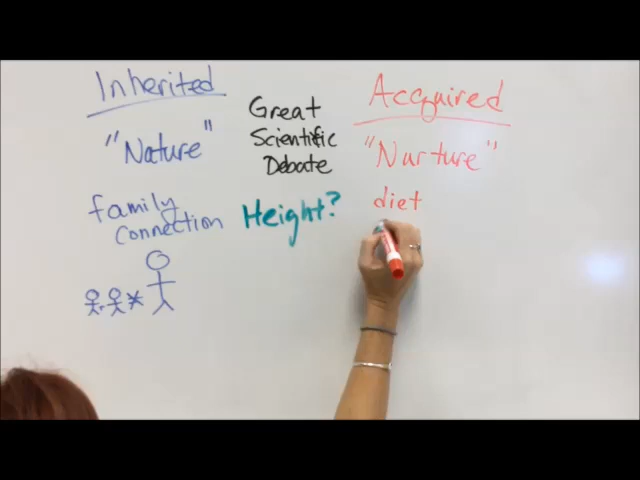 Inherited
"Nature"
family
connection
Great
Scientific
Debate
Height?
Acquired
"Nurture"
diet